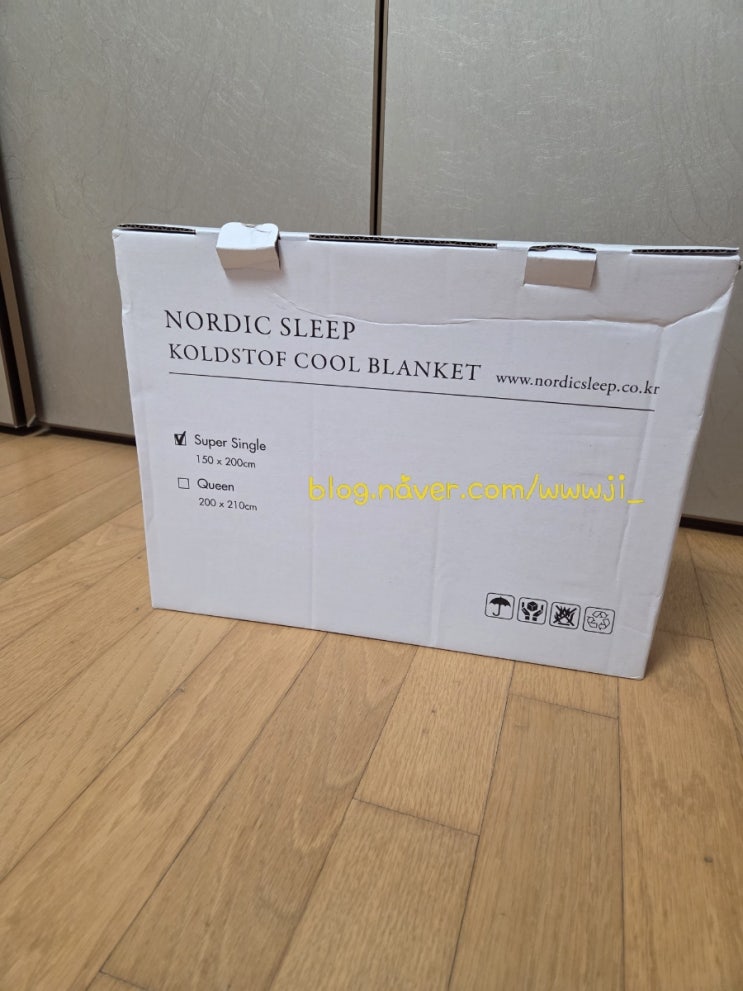 NORDIC SLEEP
KOLDSTOF COOL BLANKET www.nordicsleep.co.kr
Super Single
150 x 200cm
Queen
200 x 210cm
blog.naver.com/wwwji_